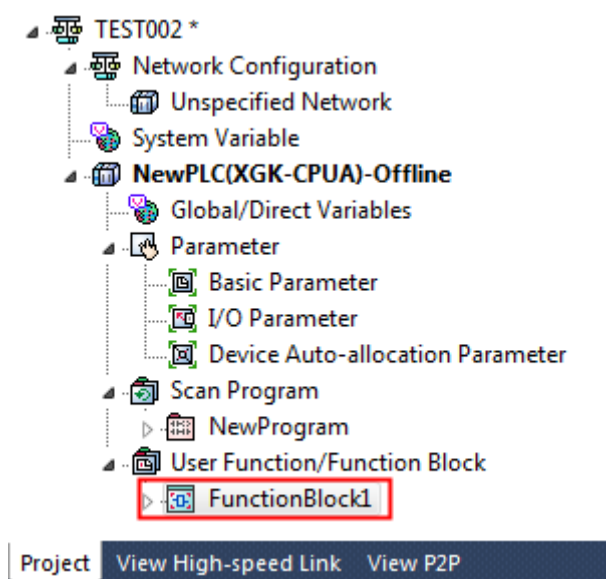 TEST002 *
Network Configuration
Unspecified Network
System Variable
NewPLC(XGK-CPUA)-Offline
Global/Direct Variables
Parameter
Basic Parameter
I/O Parameter
Device Auto-allocation Parameter
Scan Program
NewProgram
User Function/Function Block
FunctionBlock1
Project View High-speed Link View P2P